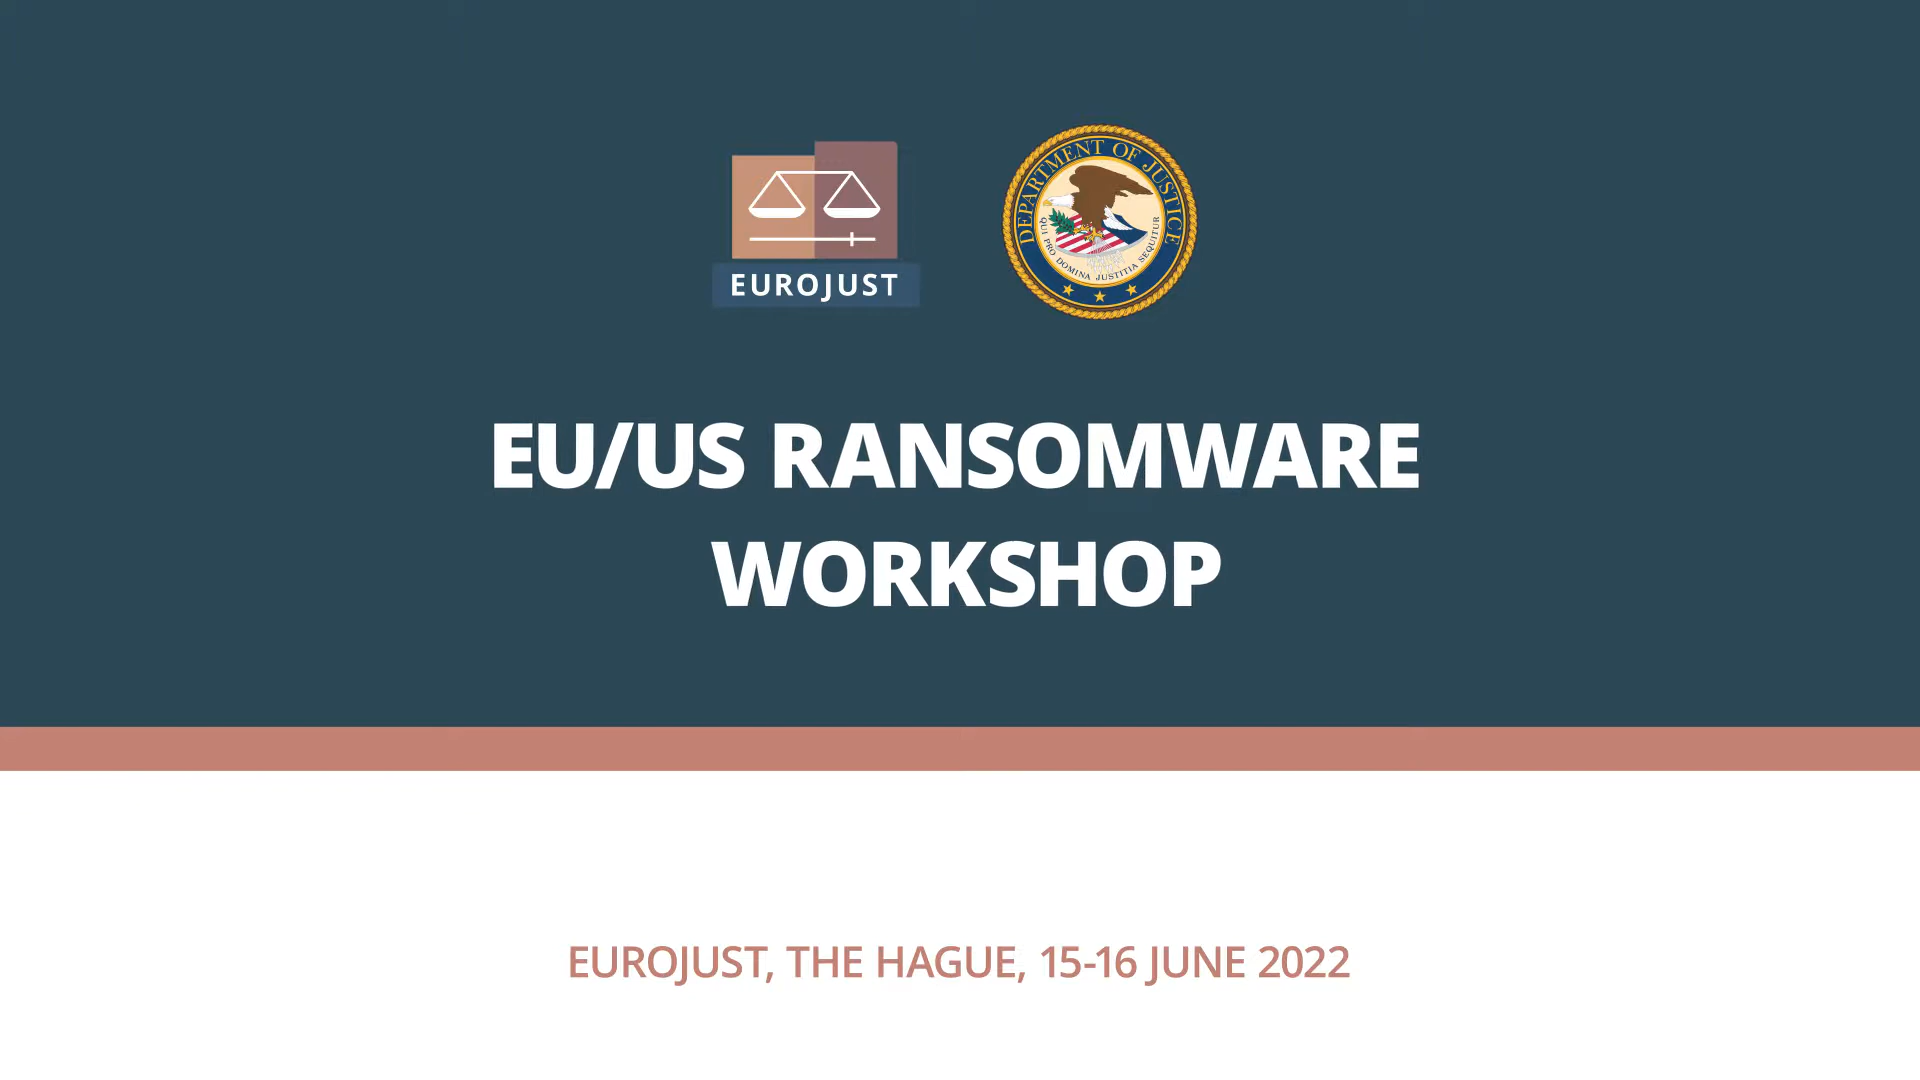 EUROJUST
DEPARTMENT OF JUSTICE
QUI PRO DOMINA JUSTITIA SEQUITUR
EU/US RANSOMWARE
WORKSHOP
EUROJUST, THE HAGUE, 15-16 JUNE 2022